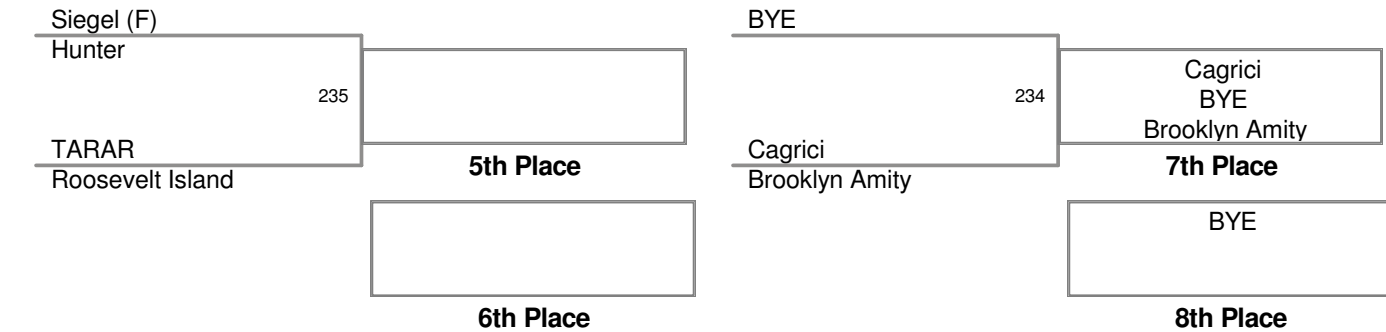 Siegel (F)
Hunter
235
TARAR
Roosevelt Island
5th Place
6th Place
BYE
234
Cagrici
Brooklyn Amity
Cagrici
BYE
Brooklyn Amity
7th Place
BYE
8th Place